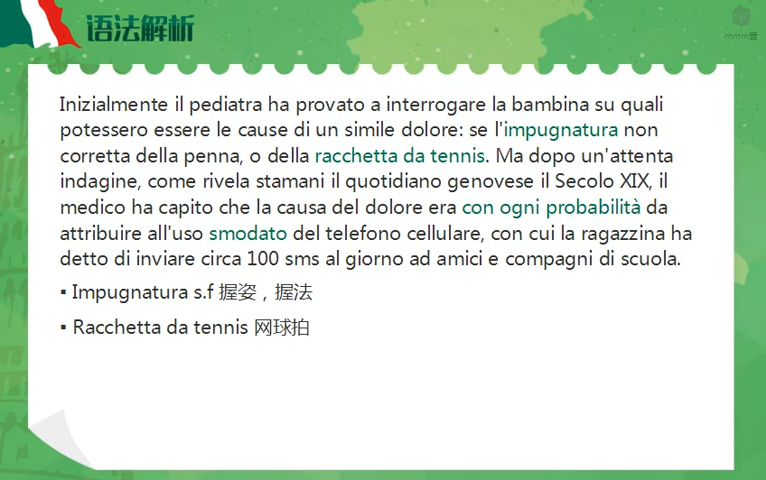 语法解析
mmm豆
Inizialmente il pediatra ha provato a interrogare la bambina su quali
potessero essere le cause di un simile dolore: se l'impugnatura non
corretta della penna, o della racchetta da tennis. Ma dopo un'attenta
indagine, come rivela stamani il quotidiano genovese il Secolo XIX, il
medico ha capito che la causa del dolore era con ogni probabilità da
attribuire all'uso smodato del telefono cellulare, con cui la ragazzina ha
detto di inviare circa 100 sms al giorno ad amici e compagni di scuola.
▪ Impugnatura s.f 握姿，握法
▪ Racchetta da tennis 网球拍